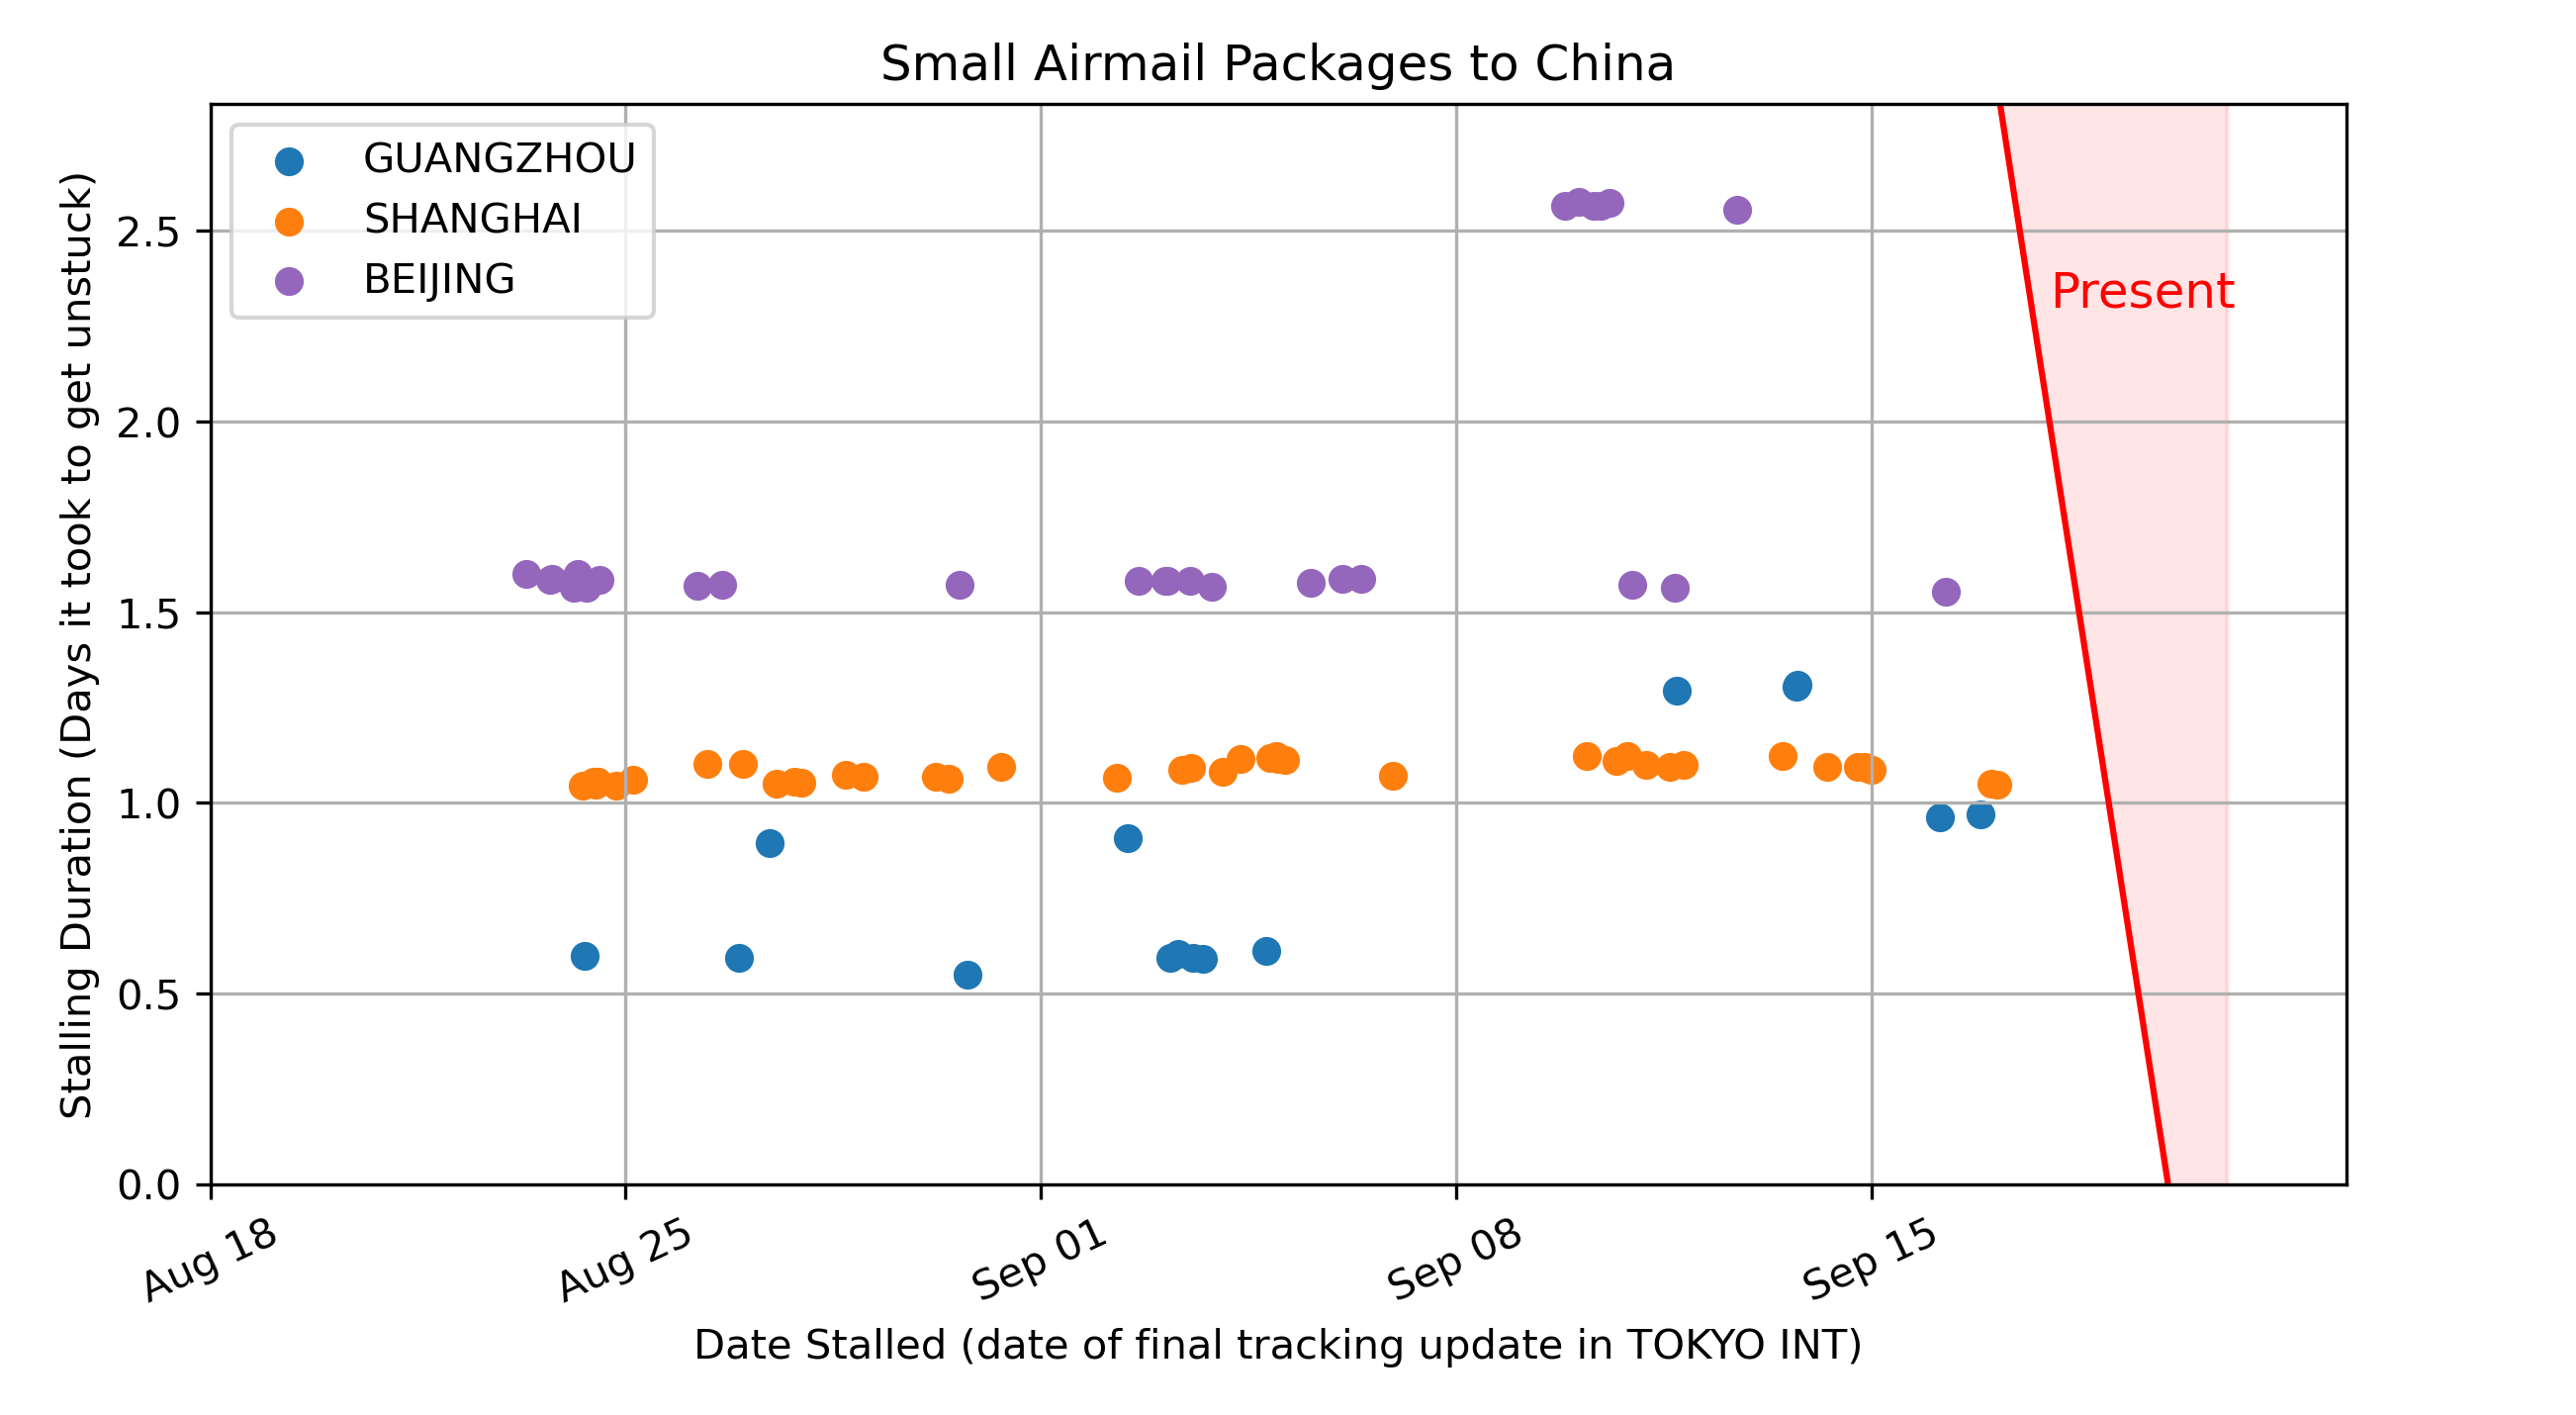 Small Airmail Packages to China
GUANGZHOU
SHANGHAI
BEIJING
Present
Stalling Duration (Days it took to get unstuck)
2.5
2.0
1.5
1.0
0.5
0.0
Aug 18
Aug 25
Sep 01
Sep 08
Sep 15
Date Stalled (date of final tracking update in TOKYO INT)